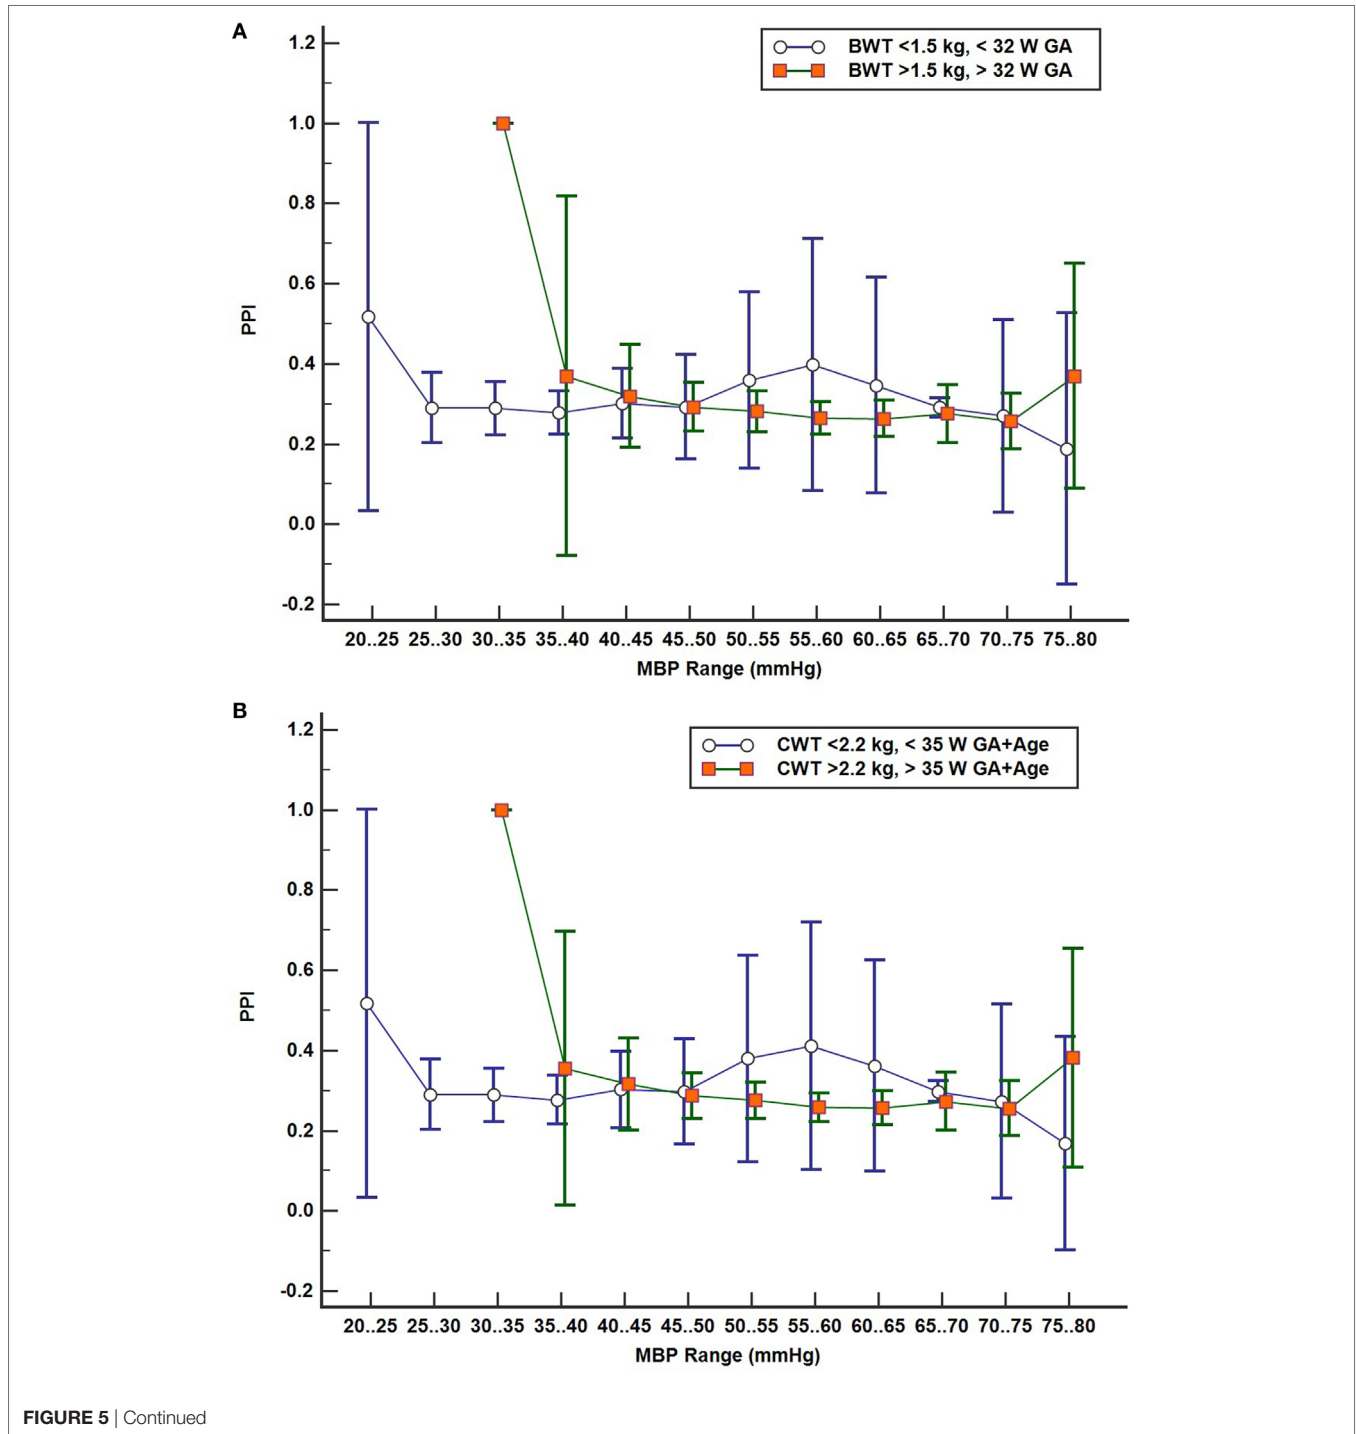 A
1.2
1.0
0.8
0.6
0.4
0.2
0.0
-0.2
PPI
BWT <1.5 kg, < 32 W GA
BWT >1.5 kg, > 32 W GA
20..25 25..30 30..35 35..40 40..45 45..50 50..55 55..60 60..65 65..70 70..75 75..80
MBP Range (mmHg)
B
1.2
1.0
0.8
0.6
0.4
0.2
0.0
-0.2
PPI
CWT <2.2 kg, < 35 W GA+Age
CWT >2.2 kg, > 35 W GA+Age
20..25 25..30 30..35 35..40 40..45 45..50 50..55 55..60 60..65 65..70 70..75 75..80
MBP Range (mmHg)
FIGURE 5 | Continued